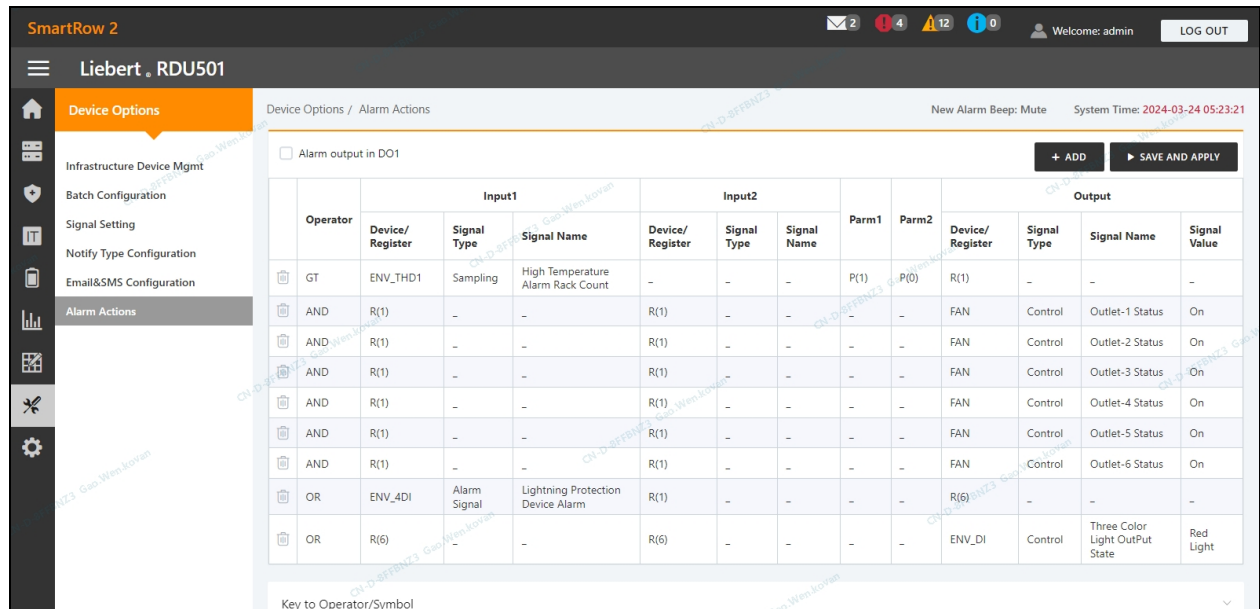 SmartRow 2
2 4 12 0 Welcome: admin LOG OUT
Liebert ® RDU501
Device Options
Device Options / Alarm Actions
New Alarm Beep: Mute System Time: 2024-03-24 05:23:21
Infrastructure Device Mgmt
Batch Configuration
Signal Setting
Notify Type Configuration
Email&SMS Configuration
Alarm Actions
Alarm output in DO1
+ ADD
SAVE AND APPLY
Operator Input1 Input2 Parm1 Parm2 Output
Device/Register Signal Type Signal Name Device/Register Signal Type Signal Name Device/Register Signal Type Signal Name Signal Value
GT ENV_THD1 Sampling High Temperature Alarm Rack Count – – – P(1) P(0) R(1) – – –
AND R(1) – – R(1) – – – – FAN Control Outlet-1 Status On
AND R(1) – – R(1) – – – – FAN Control Outlet-2 Status On
AND R(1) – – R(1) – – – – FAN Control Outlet-3 Status On
AND R(1) – – R(1) – – – – FAN Control Outlet-4 Status On
AND R(1) – – R(1) – – – – FAN Control Outlet-5 Status On
AND R(1) – – R(1) – – – – FAN Control Outlet-6 Status On
OR ENV_4DI Alarm Signal Lightning Protection Device Alarm R(1) – – – – R(6) – – –
OR R(6) – – R(6) – – – – ENV_DI Control Three Color Light OutPut State Red Light
Key to Operator/Symbol
CN-D-8FFBNZ3 Gao.Wen.kovan